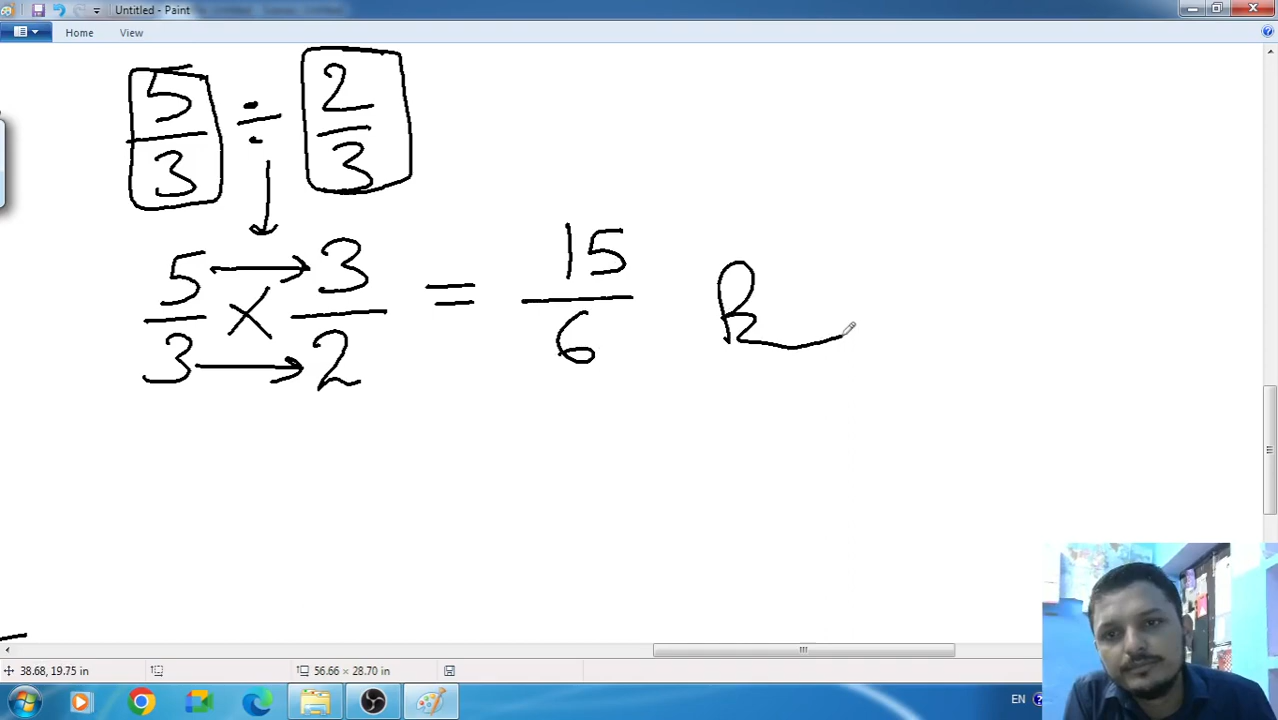 Untitled - Paint
Home View
5/3 ÷ 2/3
5/3 × 3/2 = 15/6 R
38.68, 19.75 in 56.66 × 28.70 in
EN